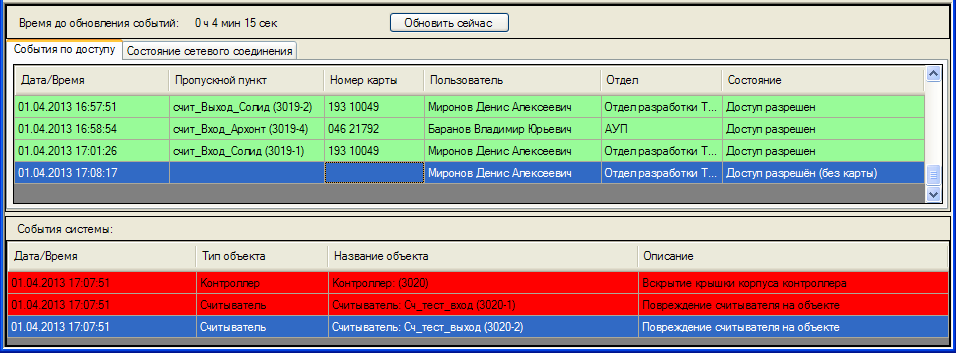 Время до обновления событий: 0 ч 4 мин 15 сек Обновить сейчас
События по доступу Состояние сетевого соединения
Дата/Время Пропускной пункт Номер карты Пользователь Отдел Состояние
01.04.2013 16:57:51 счит_Выход_Солид (3019-2) 193 10049 Миронов Денис Алексеевич Отдел разработки Т... Доступ разрешен
01.04.2013 16:58:54 счит_Вход_Архонт (3019-4) 046 21792 Баранов Владимир Юрьевич АУП Доступ разрешен
01.04.2013 17:01:26 счит_Вход_Солид (3019-1) 193 10049 Миронов Денис Алексеевич Отдел разработки Т... Доступ разрешен
01.04.2013 17:08:17 Миронов Денис Алексеевич Отдел разработки Т... Доступ разрешён (без карты)
События системы:
Дата/Время Тип объекта Название объекта Описание
01.04.2013 17:07:51 Контроллер Контроллер: (3020) Вскрытие крышки корпуса контроллера
01.04.2013 17:07:51 Считыватель Считыватель: Сч_тест_вход (3020-1) Повреждение считывателя на объекте
01.04.2013 17:07:51 Считыватель Считыватель: Сч_тест_выход (3020-2) Повреждение считывателя на объекте